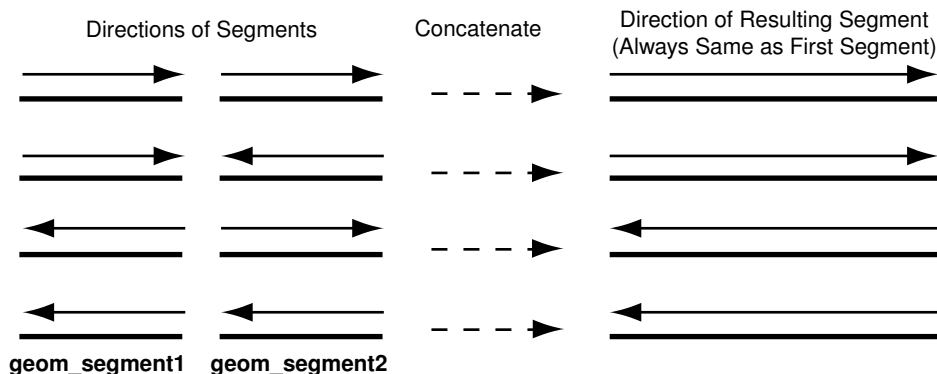 Directions of Segments
Concatenate
Direction of Resulting Segment
(Always Same as First Segment)
geom_segment1
geom_segment2